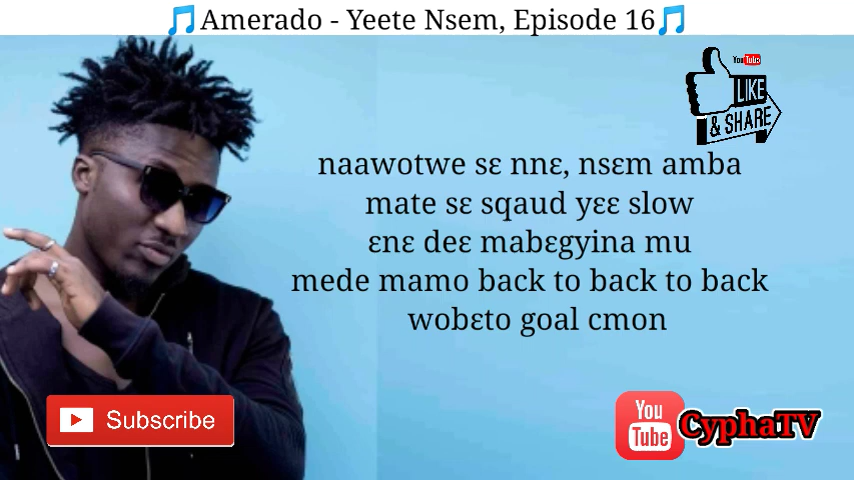 🎵Amerado - Yeete Nsem, Episode 16🎵
YouTube
LIKE
& SHARE
naawotwe sɛ nnɛ, nsɛm amba
mate sɛ sqaud yɛɛ slow
ɛnɛ deɛ mabɛgyina mu
mede mamo back to back to back
wobɛto goal cmon
Subscribe
You
Tube
CyphaTV